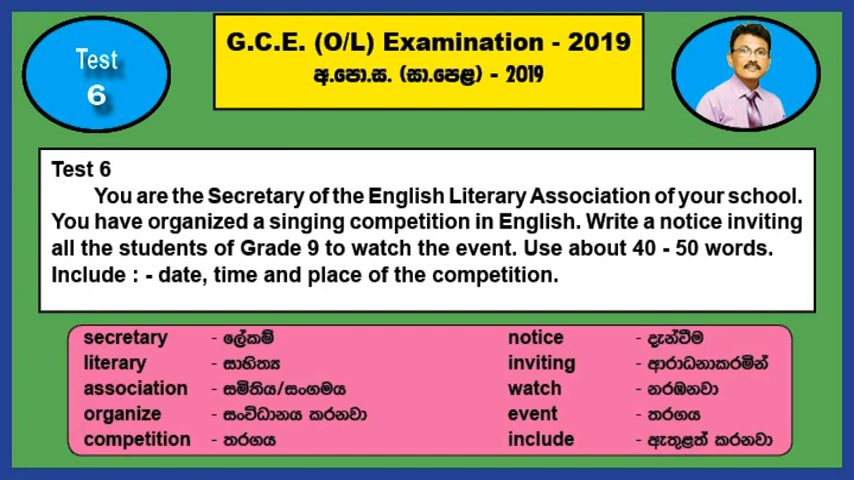 Test
6
G.C.E. (O/L) Examination - 2019
අ.පො.ස. (සා.පෙළ) - 2019
Test 6
You are the Secretary of the English Literary Association of your school.
You have organized a singing competition in English. Write a notice inviting
all the students of Grade 9 to watch the event. Use about 40 - 50 words.
Include : - date, time and place of the competition.
secretary - ලේකම්
literary - සාහිත්‍ය
association - සමිතිය/සංගමය
organize - සංවිධානය කරනවා
competition - තරගය
notice - දැන්වීම
inviting - ආරාධනාකරමින්
watch - නරඹනවා
event - තරගය
include - ඇතුළත් කරනවා